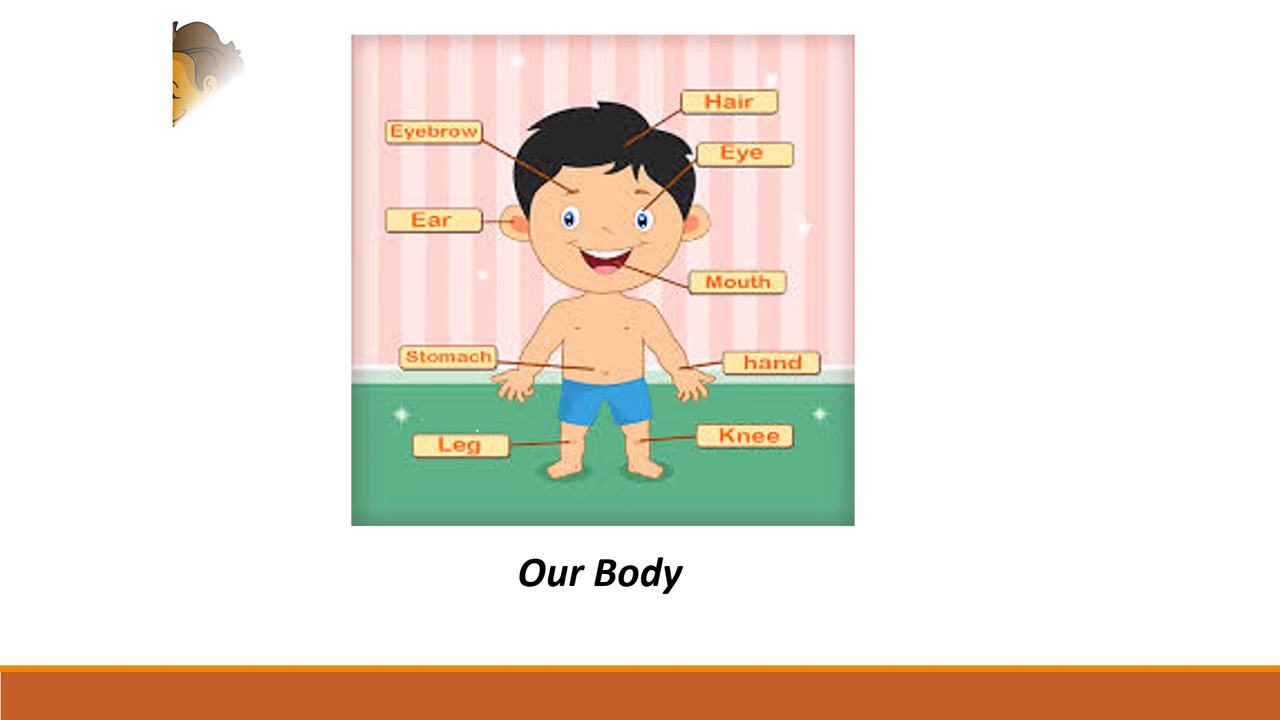 Hair
Eyebrow
Eye
Ear
Mouth
Stomach
hand
Knee
Leg
Our Body